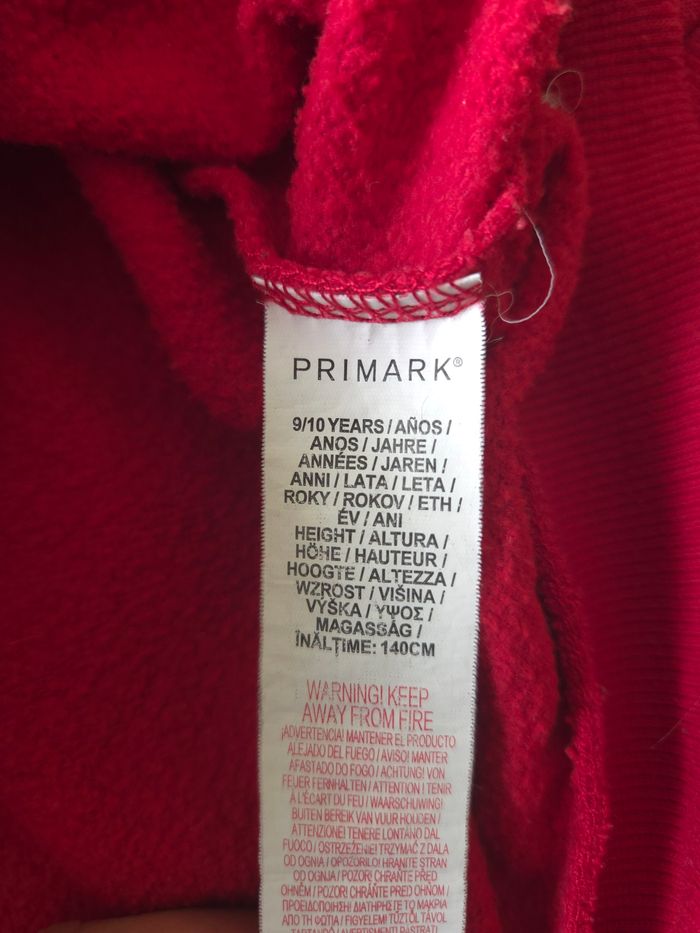 PRIMARK®
9/10 YEARS / AÑOS /
ANOS / JAHRE /
ANNÉES / JAREN /
ANNI / LATA / LETA /
ROKY / ROKOV / ΕΤΗ /
ÉV / ANI
HEIGHT / ALTURA /
HÖHE / HAUTEUR /
HOOGTE / ALTEZZA /
WZROST / VIŠINA /
VÝŠKA / ΥΨΟΣ /
MAGASSÁG /
ÎNĂLȚIME: 140CM
WARNING! KEEP
AWAY FROM FIRE
¡ADVERTENCIA! MANTENER EL PRODUCTO
ALEJADO DEL FUEGO / AVISO! MANTER
AFASTADO DO FOGO / ACHTUNG! VON
FEUER FERNHALTEN / ATTENTION ! TENIR
À L'ÉCART DU FEU / WAARSCHUWING!
BUITEN BEREIK VAN VUUR HOUDEN /
ATTENZIONE! TENERE LONTANO DAL
FUOCO / OSTRZEŻENIE! TRZYMAĆ Z DALA
OD OGNIA / OPOZORILO! HRANITE STRAN
OD OGNJA / POZOR! CHRAŇTE PŘED
OHNĚM / POZOR! CHRÁŇTE PRED OHŇOM /
ΠΡΟΕΙΔΟΠΟΙΗΣΗ! ΔΙΑΤΗΡΗΣΤΕ ΤΟ ΜΑΚΡΙΑ
ΑΠΟ ΤΗ ΦΩΤΙΑ / FIGYELEM! TŰZTŐL TÁVOL
TARTANDÓ / AVERTISMENT! PĂSTRAȚI